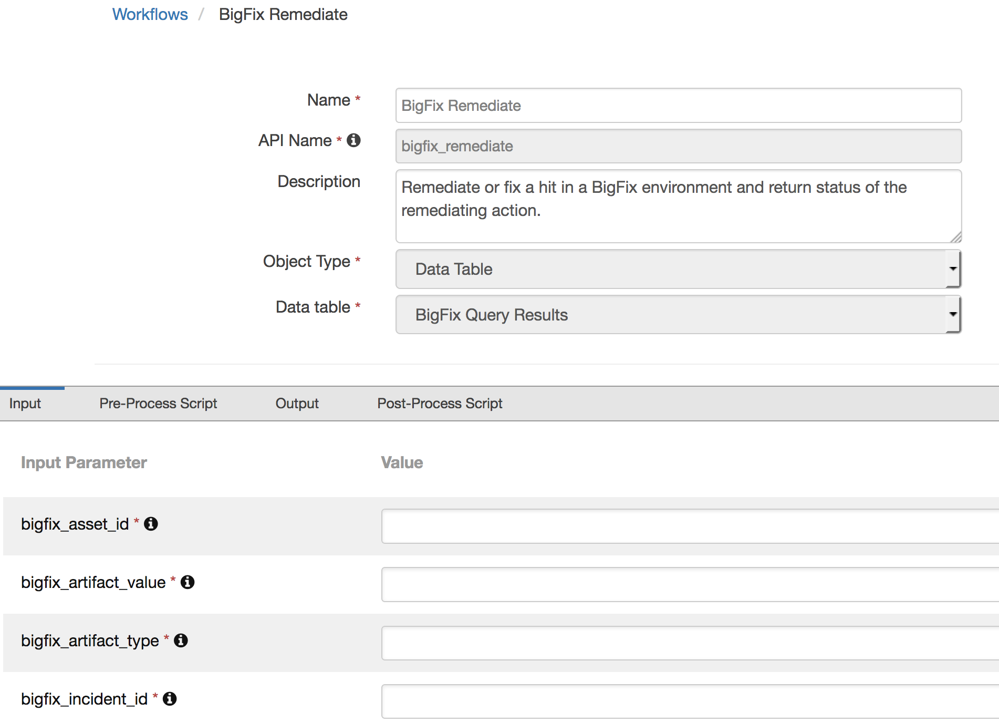 Workflows / BigFix Remediate
Name *
BigFix Remediate
API Name *
bigfix_remediate
Description
Remediate or fix a hit in a BigFix environment and return status of the
remediating action.
Object Type *
Data Table
Data table *
BigFix Query Results
Input Pre-Process Script Output Post-Process Script
Input Parameter Value
bigfix_asset_id *
bigfix_artifact_value *
bigfix_artifact_type *
bigfix_incident_id *